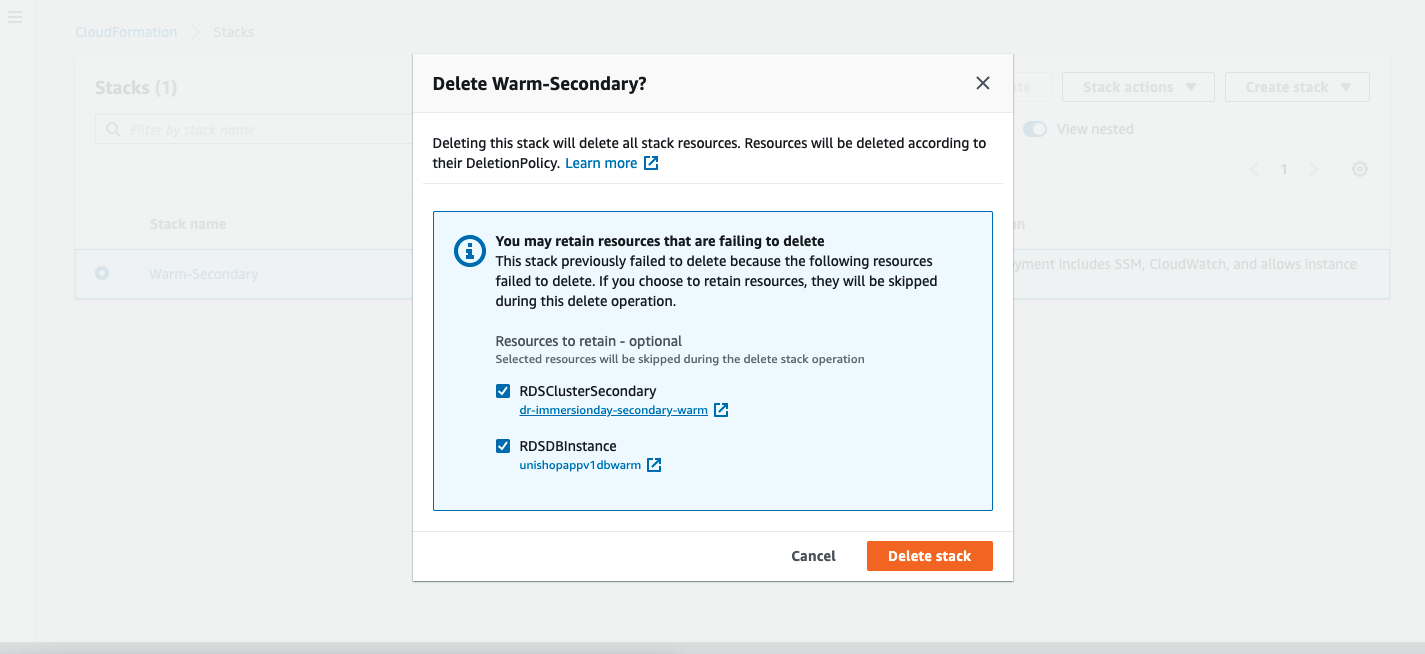 CloudFormation > Stacks
Stacks (1)
Stack actions
Create stack
Filter by stack name
View nested
1
Stack name
Warm-Secondary
yment includes SSM, CloudWatch, and allows instance
Delete Warm-Secondary?
Deleting this stack will delete all stack resources. Resources will be deleted according to
their DeletionPolicy. Learn more
You may retain resources that are failing to delete
This stack previously failed to delete because the following resources
failed to delete. If you choose to retain resources, they will be skipped
during this delete operation.
Resources to retain - optional
Selected resources will be skipped during the delete stack operation
RDSClusterSecondary
dr-immersionday-secondary-warm
RDSDBInstance
unishopappv1dbwarm
Cancel
Delete stack